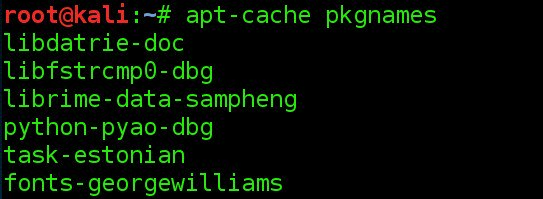 root@kali:~# apt-cache pkgnames
libdatrie-doc
libfstrcmp0-dbg
librime-data-sampheng
python-pyao-dbg
task-estonian
fonts-georgewilliams